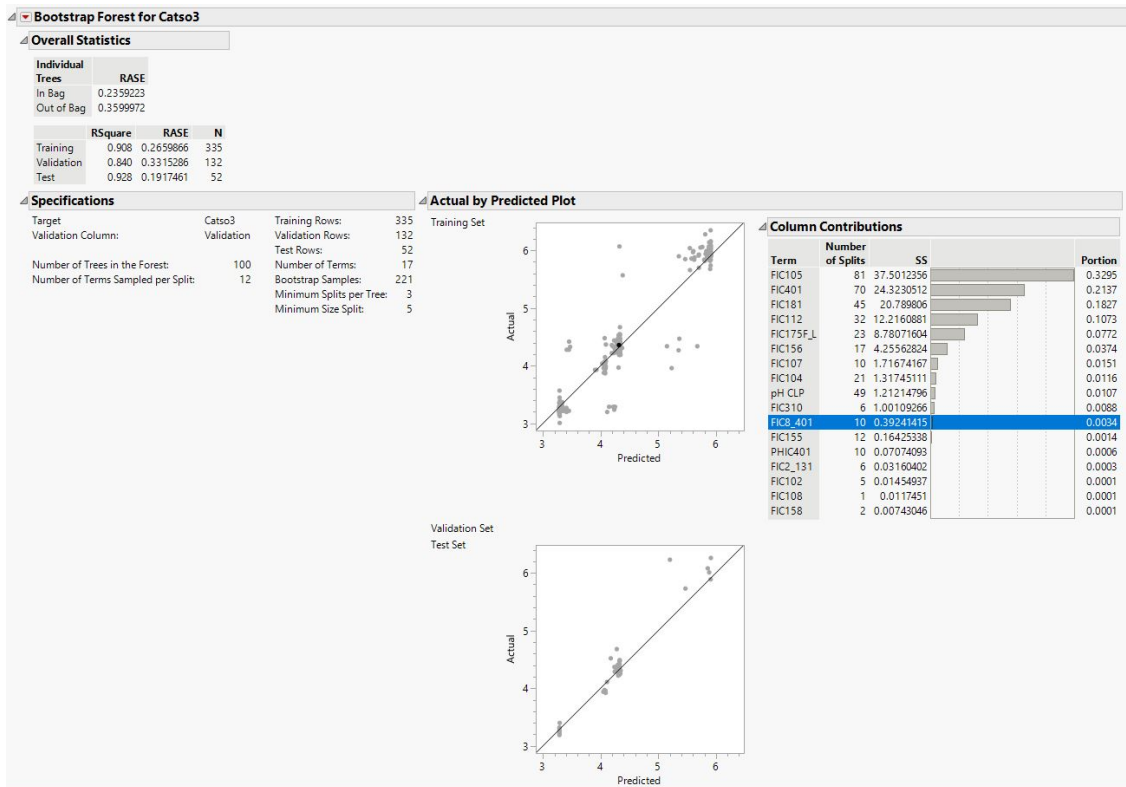 Bootstrap Forest for Catso3
Overall Statistics
Individual
Trees RASE
In Bag 0.2359223
Out of Bag 0.3599972
RSquare RASE N
Training 0.908 0.2659866 335
Validation 0.840 0.3315286 132
Test 0.928 0.1917461 52
Specifications
Target Catso3 Training Rows: 335
Validation Column: Validation Validation Rows: 132
Test Rows: 52
Number of Trees in the Forest: 100 Number of Terms: 17
Number of Terms Sampled per Split: 12 Bootstrap Samples: 221
Minimum Splits per Tree: 3
Minimum Size Split: 5
Actual by Predicted Plot
Training Set
6
5
4
3
Actual
3 4 5 6
Predicted
Column Contributions
Number
Term of Splits SS Portion
FIC105 81 37.5012356 0.3295
FIC401 70 24.3230512 0.2137
FIC181 45 20.789806 0.1827
FIC112 32 12.2160881 0.1073
FIC175F_L 23 8.78071604 0.0772
FIC156 17 4.25562824 0.0374
FIC107 10 1.71674167 0.0151
FIC104 21 1.31745111 0.0116
pH CLP 49 1.21214796 0.0107
FIC310 6 1.00109266 0.0088
FIC8_401 10 0.39241415 0.0034
FIC155 12 0.16425338 0.0014
PHIC401 10 0.07074093 0.0006
FIC2_131 6 0.03160402 0.0003
FIC102 5 0.01454937 0.0001
FIC108 1 0.0117451 0.0001
FIC158 2 0.00743046 0.0001
Validation Set
Test Set
6
5
4
3
Actual
3 4 5 6
Predicted